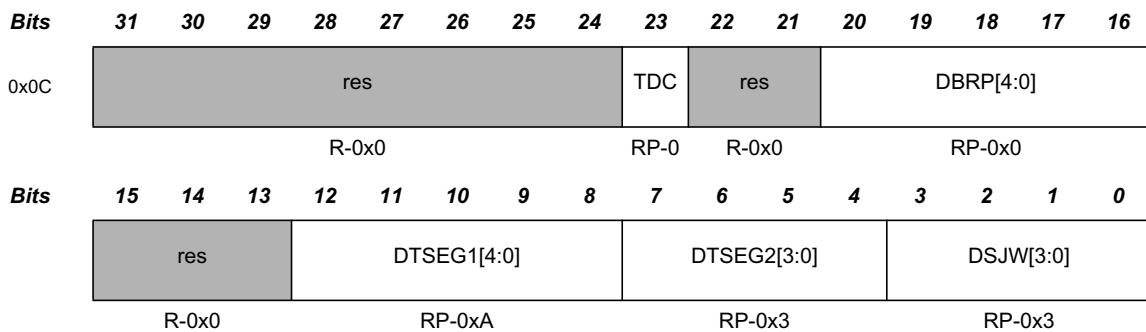 Bits 31 30 29 28 27 26 25 24 23 22 21 20 19 18 17 16
0x0C res TDC res DBRP[4:0]
R-0x0 RP-0 R-0x0 RP-0x0
Bits 15 14 13 12 11 10 9 8 7 6 5 4 3 2 1 0
res DTSEG1[4:0] DTSEG2[3:0] DSJW[3:0]
R-0x0 RP-0xA RP-0x3 RP-0x3